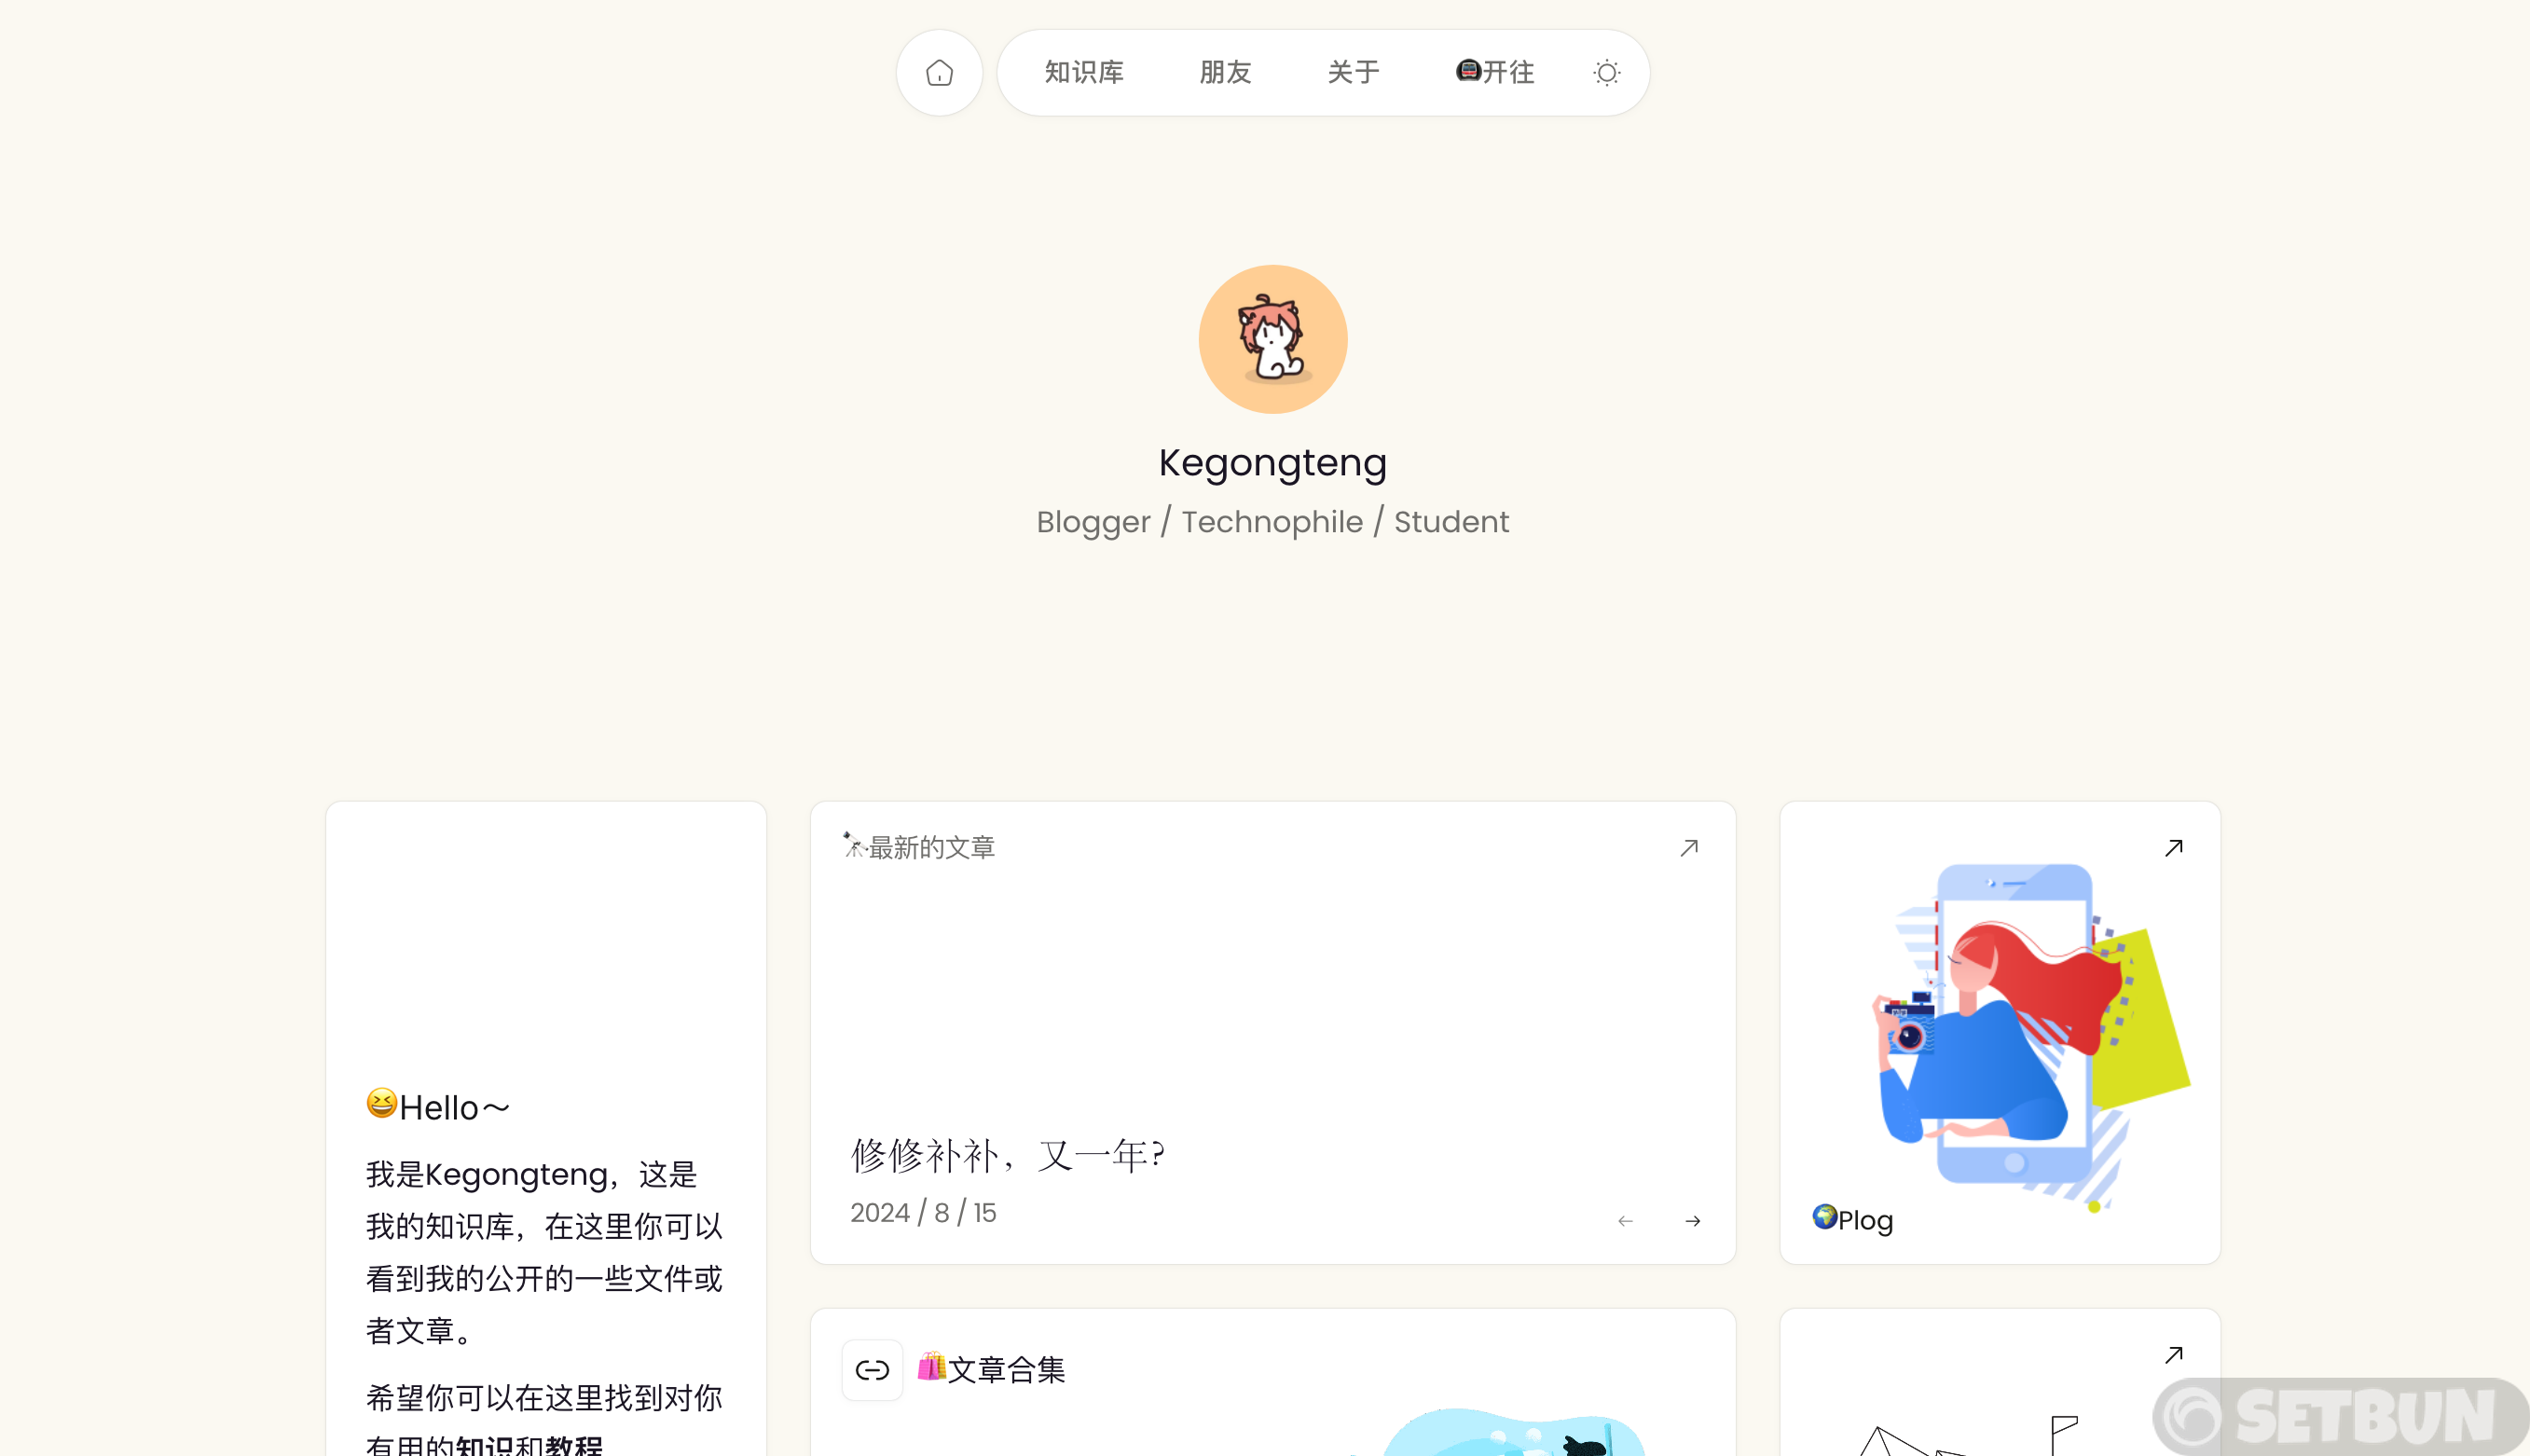 知识库 朋友 关于 开往
Kegongteng
Blogger / Technophile / Student
😆Hello～
我是Kegongteng，这是
我的知识库，在这里你可以
看到我的公开的一些文件或
者文章。
希望你可以在这里找到对你
有用的知识和教程
🔭最新的文章
修修补补，又一年?
2024 / 8 / 15
🌍Plog
🛍️文章合集
SETBUN